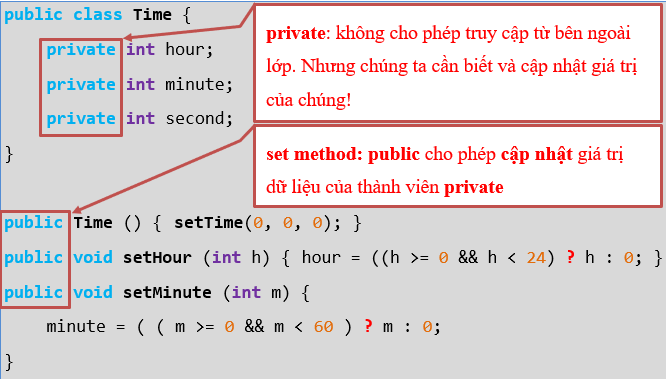 public class Time {
private int hour;
private int minute;
private int second;
}
private: không cho phép truy cập từ bên ngoài
lớp. Nhưng chúng ta cần biết và cập nhật giá trị
của chúng!
set method: public cho phép cập nhật giá trị
dữ liệu của thành viên private
public Time () { setTime(0, 0, 0); }
public void setHour (int h) { hour = ((h >= 0 && h < 24) ? h : 0; }
public void setMinute (int m) {
minute = ( ( m >= 0 && m < 60 ) ? m : 0;
}